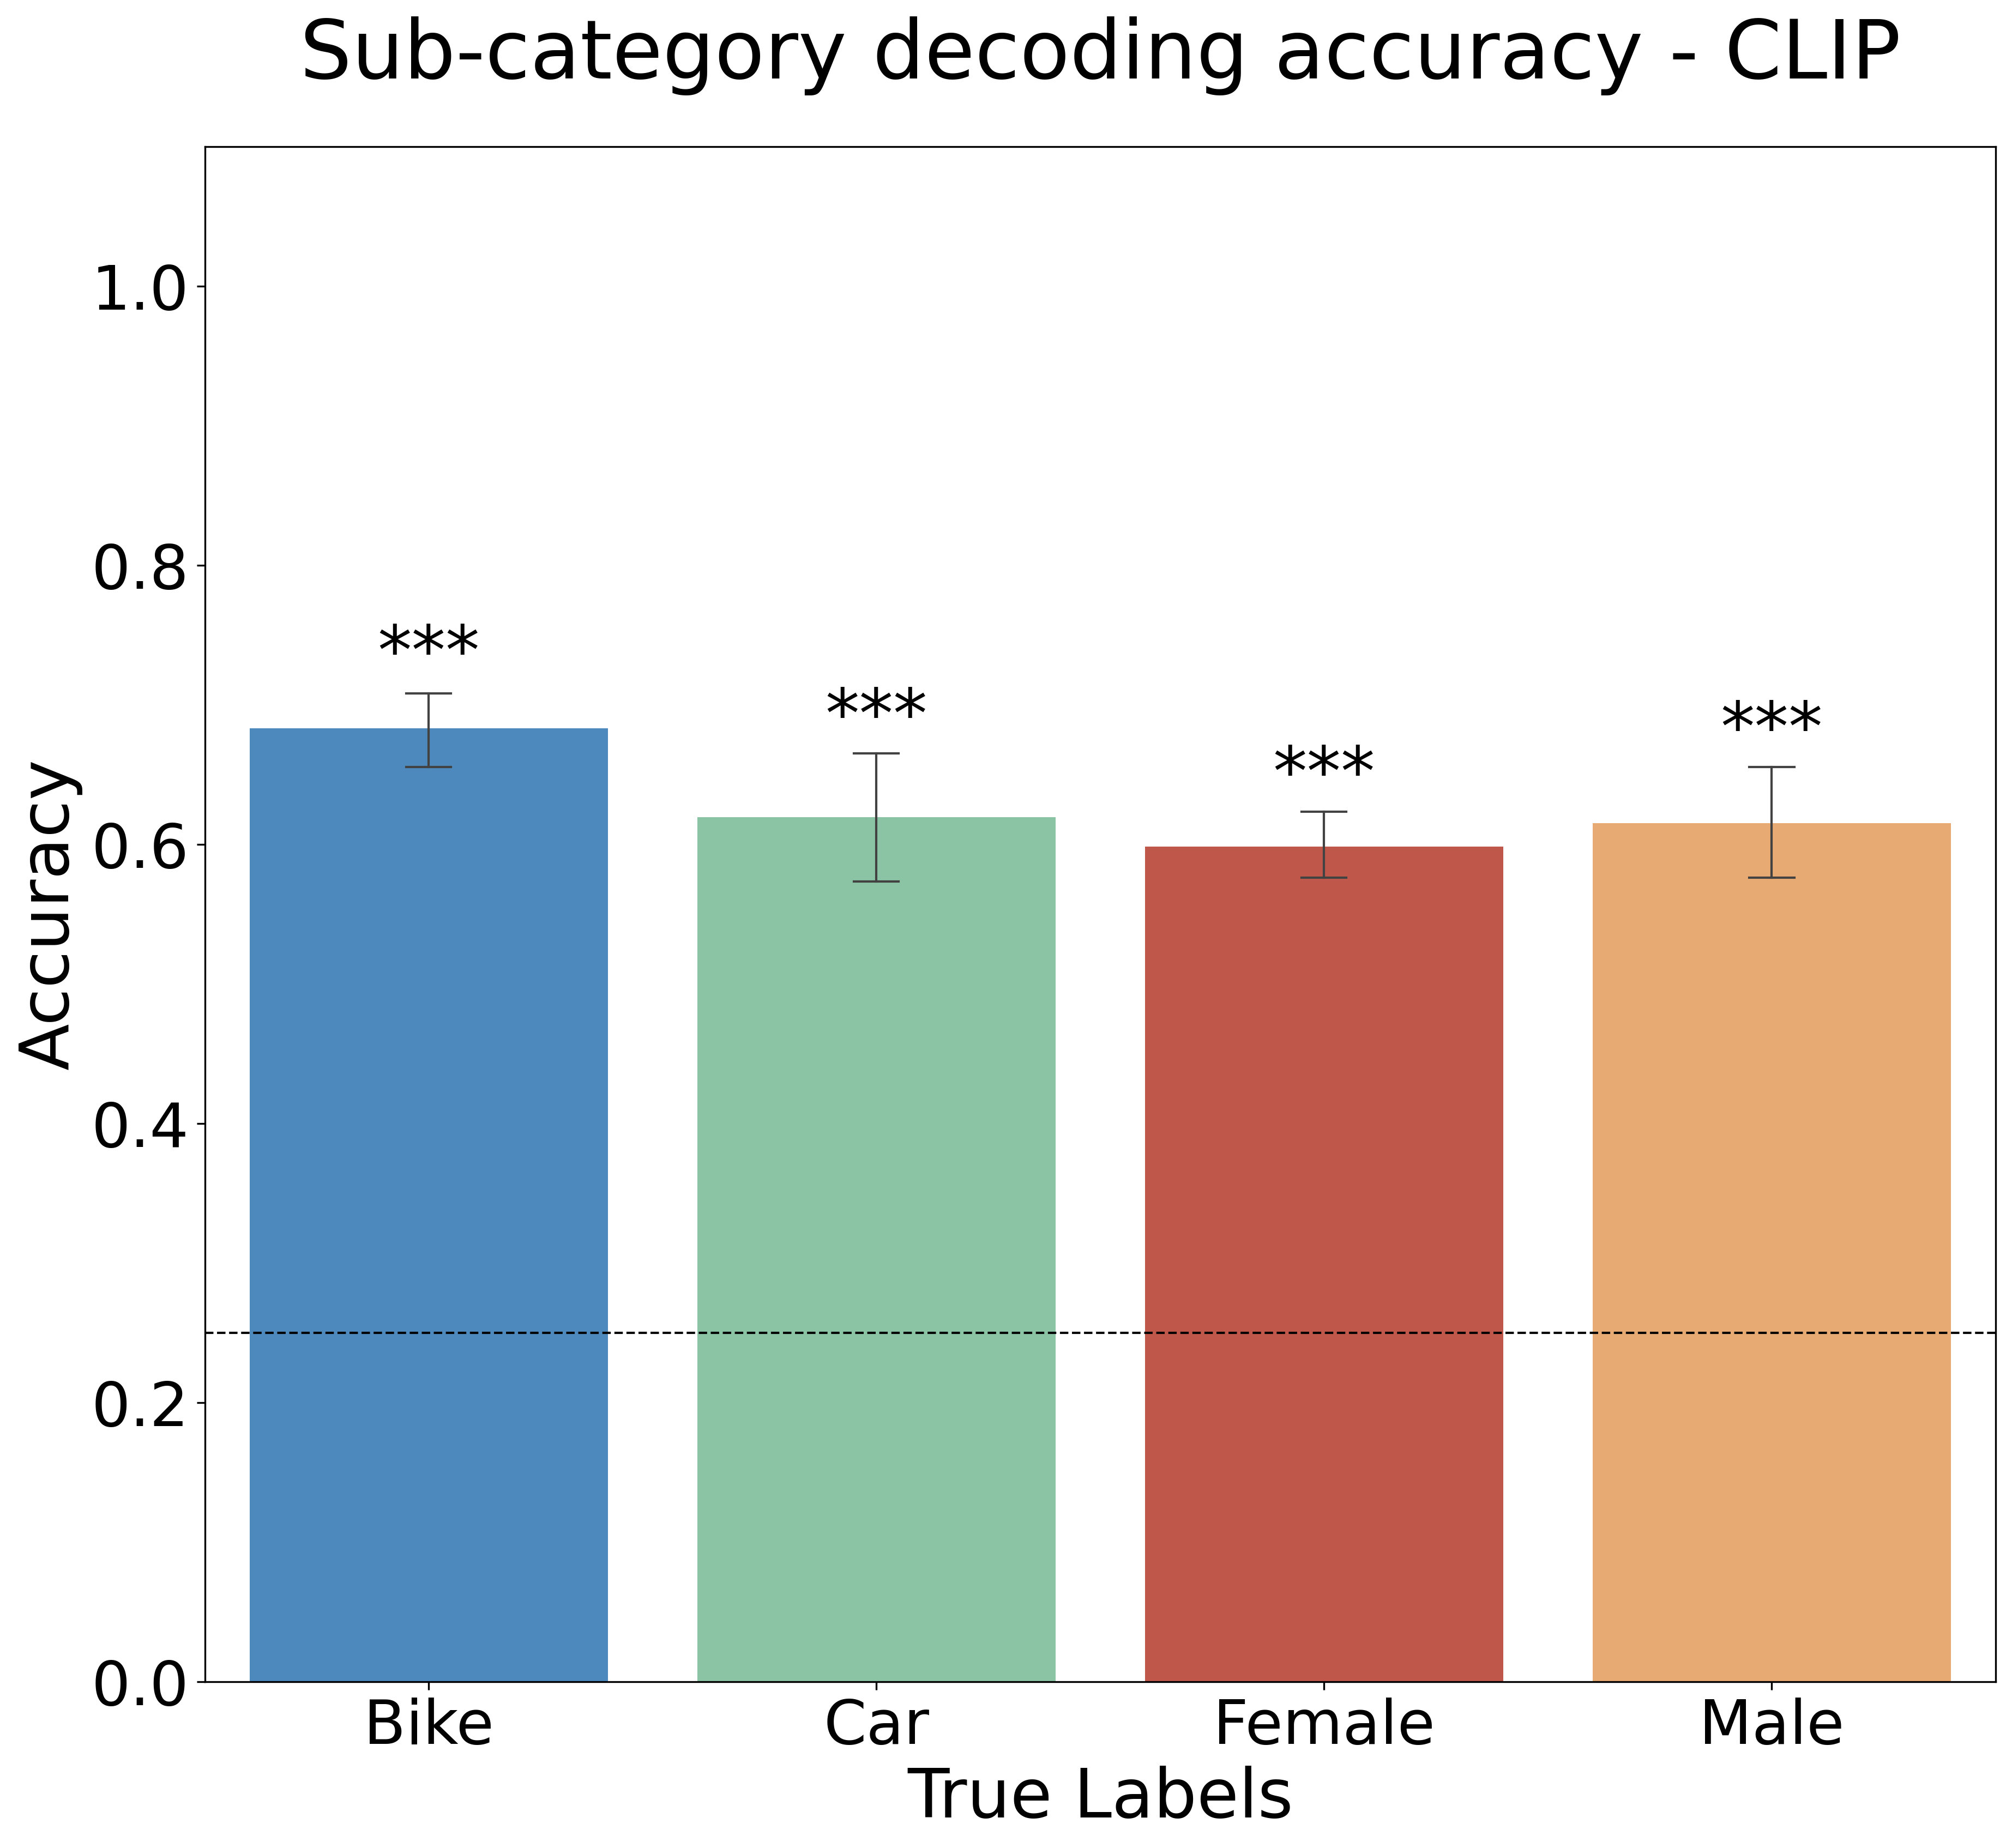 Sub-category decoding accuracy - CLIP
1.0
0.8
0.6
0.4
0.2
0.0
Accuracy
***
***
***
***
Bike Car Female Male
True Labels